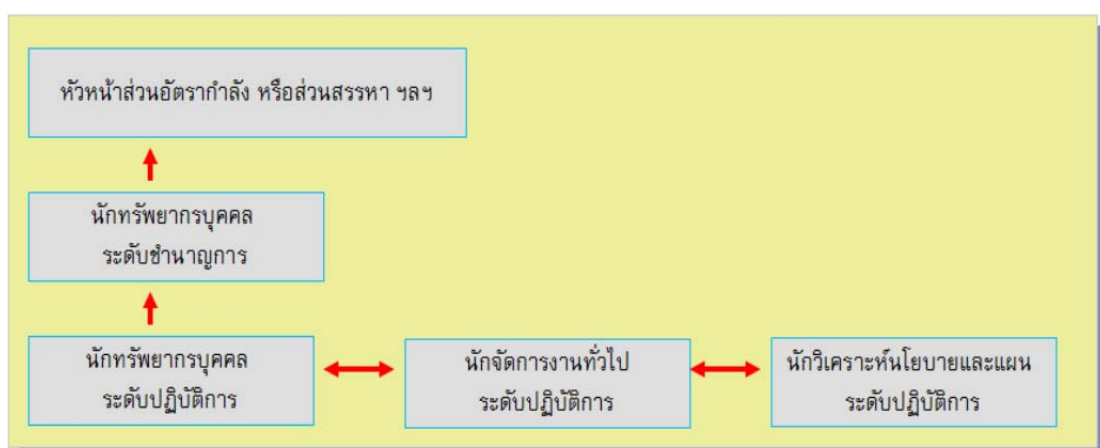 หัวหน้าส่วนอัตรากำลัง หรือส่วนสรรหา ฯลฯ
นักทรัพยากรบุคคล
ระดับชำนาญการ
นักทรัพยากรบุคคล
ระดับปฏิบัติการ
นักจัดการงานทั่วไป
ระดับปฏิบัติการ
นักวิเคราะห์นโยบายและแผน
ระดับปฏิบัติการ